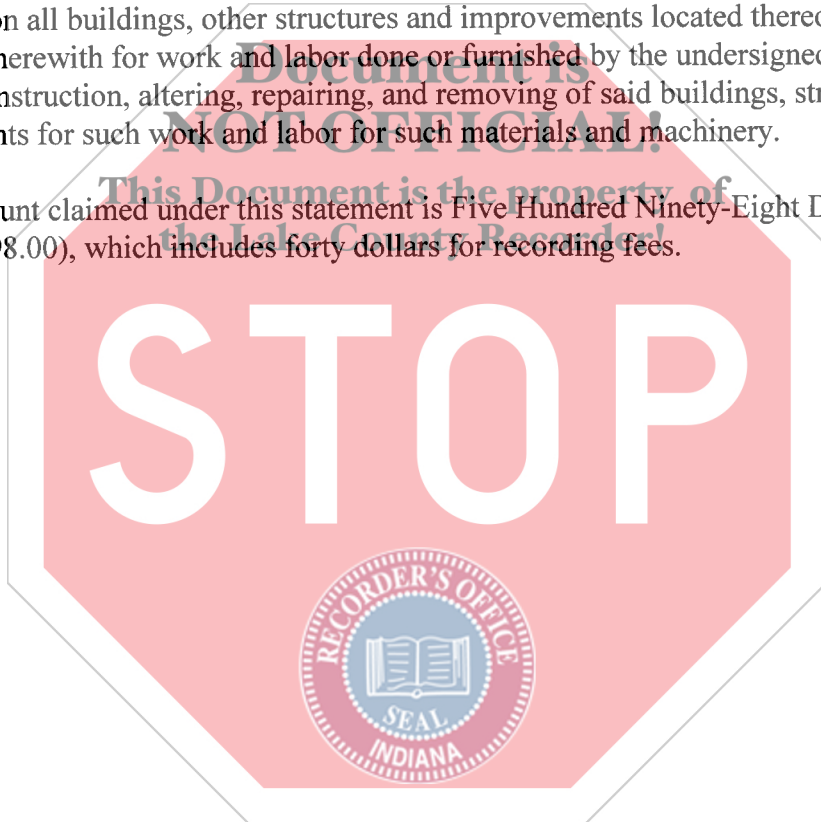 n all buildings, other structures and improvements located there
herewith for work and labor done or furnished by the undersigned
nstruction, altering, repairing, and removing of said buildings, st
nts for such work and labor for such materials and machinery.
unt claimed under this statement is Five Hundred Ninety-Eight D
8.00), which includes forty dollars for recording fees.
Document is
NOT OFFICIAL!
This Document is the property of
the Lake County Recorder!
STOP
RECORDER'S OFFICE
SEAL
INDIANA